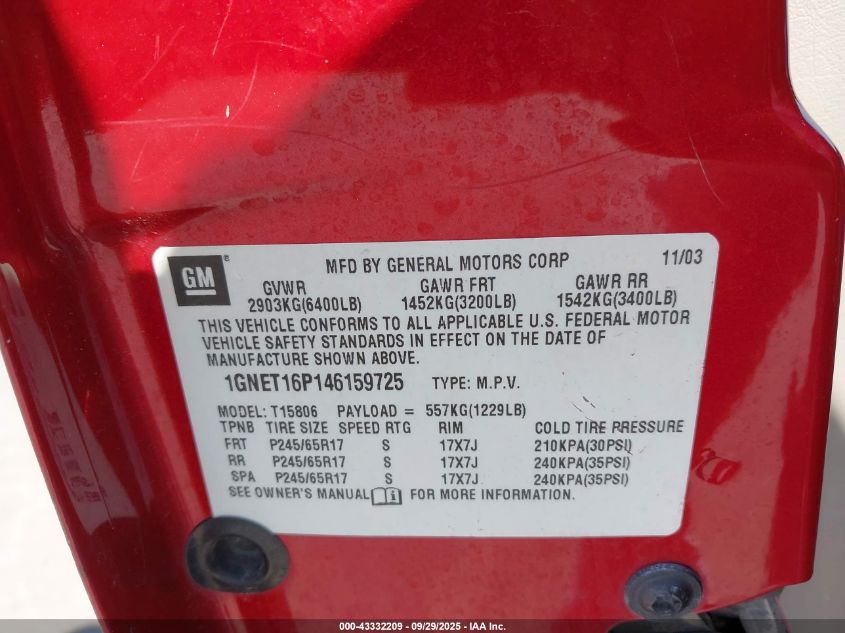 GM ® MFD BY GENERAL MOTORS CORP 11/03
GVWR GAWR FRT GAWR RR
2903KG(6400LB) 1452KG(3200LB) 1542KG(3400LB)
THIS VEHICLE CONFORMS TO ALL APPLICABLE U.S. FEDERAL MOTOR
VEHICLE SAFETY STANDARDS IN EFFECT ON THE DATE OF
MANUFACTURE SHOWN ABOVE.
1GNET16P146159725 TYPE: M.P.V.
MODEL: T15806 PAYLOAD = 557KG(1229LB)
TPNB TIRE SIZE SPEED RTG RIM COLD TIRE PRESSURE
FRT P245/65R17 S 17X7J 210KPA(30PSI)
RR P245/65R17 S 17X7J 240KPA(35PSI)
SPA P245/65R17 S 17X7J 240KPA(35PSI)
SEE OWNER'S MANUAL FOR MORE INFORMATION.
000-43332209 - 09/29/2025 - IAA Inc.